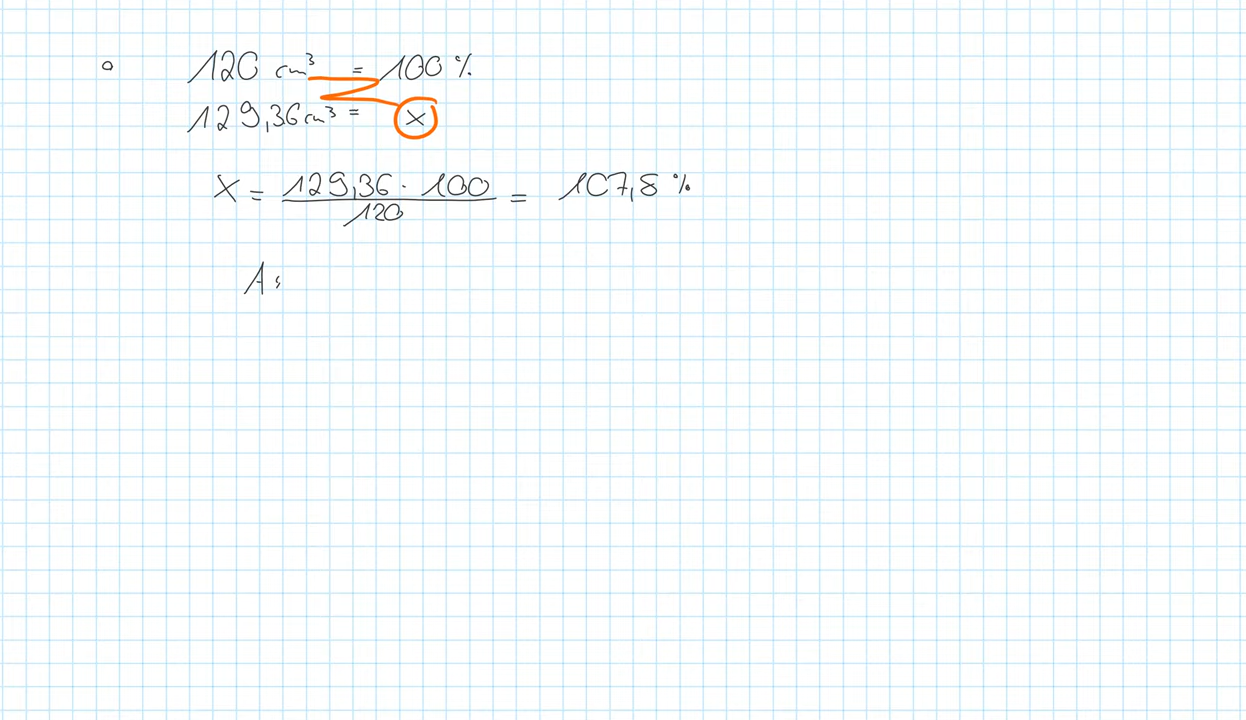 120 cm³ = 100 %
129,36 cm³ = x
X = 129,36 · 100 / 120 = 107,8 %
A: